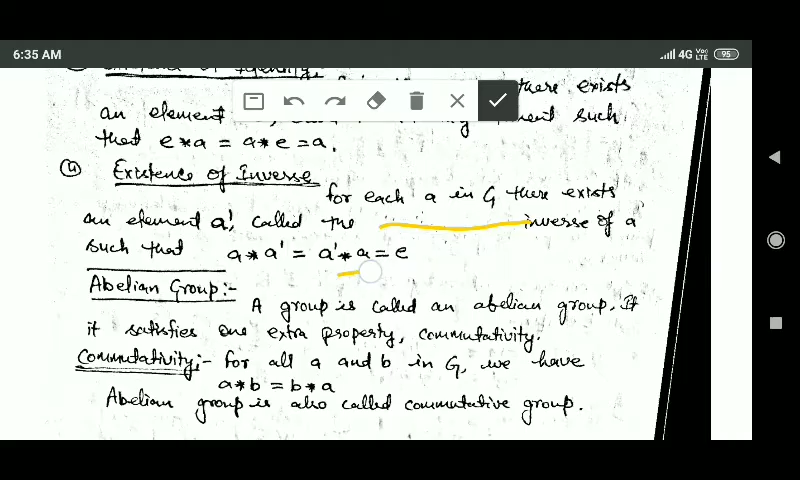 6:35 AM
4G VoLTE 95
there exists
an element ment such
that e*a = a*e = a.
(4) Existence of Inverse
for each a in G there exists
an element a', called the inverse of a
such that a*a' = a'*a = e
Abelian Group:-
A group is called an abelian group. If
it satisfies one extra property, commutativity.
Commutativity:- for all a and b in G, we have
a*b = b*a
Abelian group is also called commutative group.